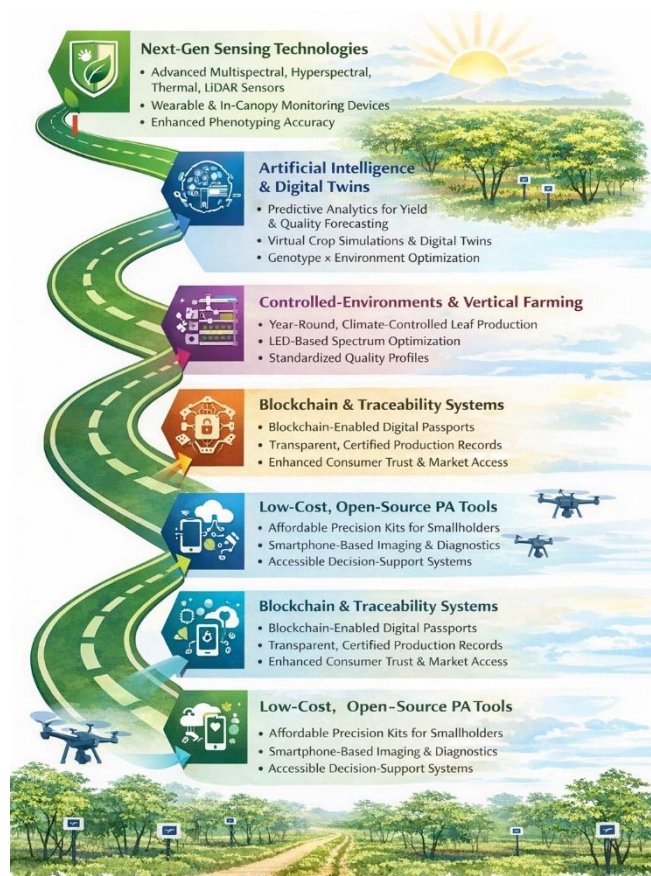 Next-Gen Sensing Technologies
• Advanced Multispectral, Hyperspectral,
Thermal, LiDAR Sensors
• Wearable & In-Canopy Monitoring Devices
• Enhanced Phenotyping Accuracy
Artificial Intelligence
& Digital Twins
• Predictive Analytics for Yield
& Quality Forecasting
• Virtual Crop Simulations & Digital Twins
• Genotype × Environment Optimization
Controlled-Environments & Vertical Farming
• Year-Round, Climate-Controlled Leaf Production
• LED-Based Spectrum Optimization
• Standardized Quality Profiles
Blockchain & Traceability Systems
• Blockchain-Enabled Digital Passports
• Transparent, Certified Production Records
• Enhanced Consumer Trust & Market Access
Low-Cost, Open-Source PA Tools
• Affordable Precision Kits for Smallholders
• Smartphone-Based Imaging & Diagnostics
• Accessible Decision-Support Systems
Blockchain & Traceability Systems
• Blockchain-Enabled Digital Passports
• Transparent, Certified Production Records
• Enhanced Consumer Trust & Market Access
Low-Cost, Open-Source PA Tools
• Affordable Precision Kits for Smallholders
• Smartphone-Based Imaging & Diagnostics
• Accessible Decision-Support Systems